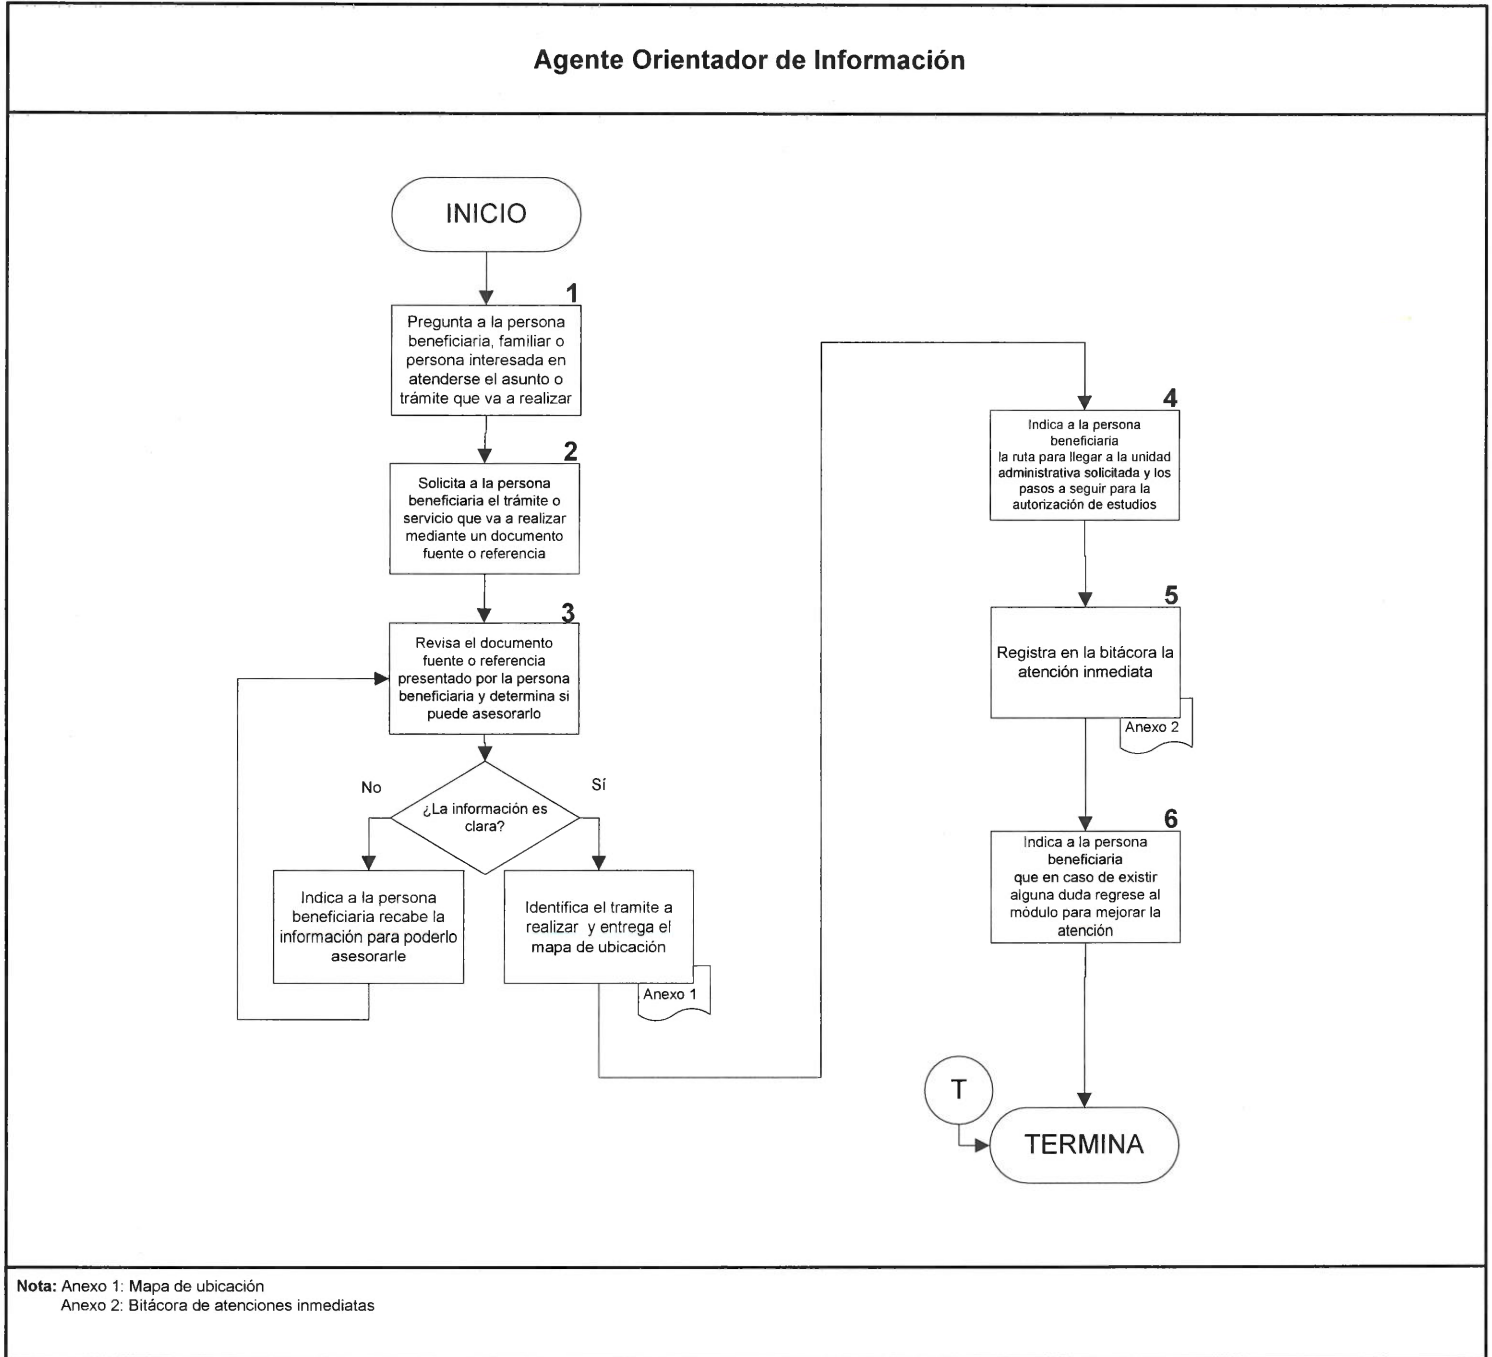 Agente Orientador de Información
INICIO
1
Pregunta a la persona
beneficiaria, familiar o
persona interesada en
atenderse el asunto o
trámite que va a realizar
2
Solicita a la persona
beneficiaria el trámite o
servicio que va a realizar
mediante un documento
fuente o referencia
3
Revisa el documento
fuente o referencia
presentado por la persona
beneficiaria y determina si
puede asesorarlo
No
Sí
¿La información es
clara?
Indica a la persona
beneficiaria recabe la
información para poderlo
asesorarle
Identifica el tramite a
realizar y entrega el
mapa de ubicación
Anexo 1
4
Indica a la persona
beneficiaria
la ruta para llegar a la unidad
administrativa solicitada y los
pasos a seguir para la
autorización de estudios
5
Registra en la bitácora la
atención inmediata
Anexo 2
6
Indica a la persona
beneficiaria
que en caso de existir
alguna duda regrese al
módulo para mejorar la
atención
T
TERMINA
Nota: Anexo 1: Mapa de ubicación
Anexo 2: Bitácora de atenciones inmediatas